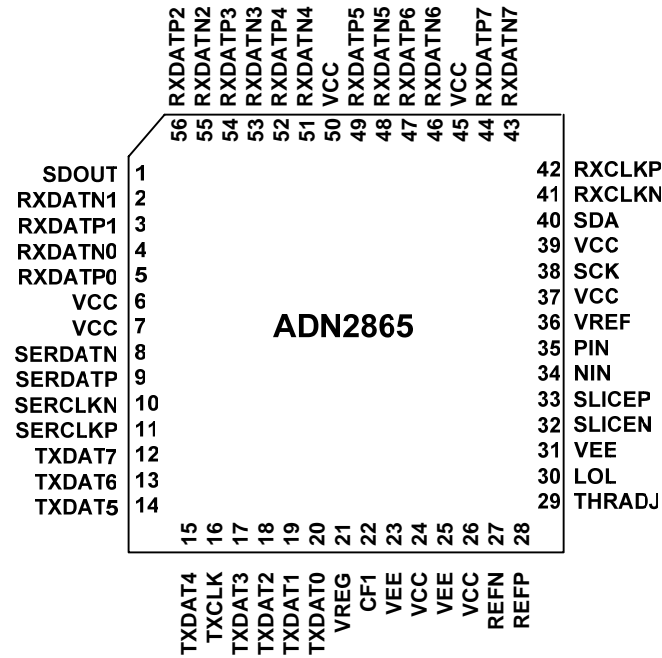 RXDATP2
RXDATN2
RXDATP3
RXDATN3
RXDATP4
RXDATN4
VCC
RXDATP5
RXDATN5
RXDATP6
RXDATN6
VCC
RXDATP7
RXDATN7
56
55
54
53
52
51
50
49
48
47
46
45
44
43
SDOUT 1
RXDATN1 2
RXDATP1 3
RXDATN0 4
RXDATP0 5
VCC 6
VCC 7
SERDATN 8
SERDATP 9
SERCLKN 10
SERCLKP 11
TXDAT7 12
TXDAT6 13
TXDAT5 14
ADN2865
42 RXCLKP
41 RXCLKN
40 SDA
39 VCC
38 SCK
37 VCC
36 VREF
35 PIN
34 NIN
33 SLICEP
32 SLICEN
31 VEE
30 LOL
29 THRADJ
15
16
17
18
19
20
21
22
23
24
25
26
27
28
TXDAT4
TXCLK
TXDAT3
TXDAT2
TXDAT1
TXDAT0
VREG
CF1
VEE
VCC
VEE
VCC
REFN
REFP